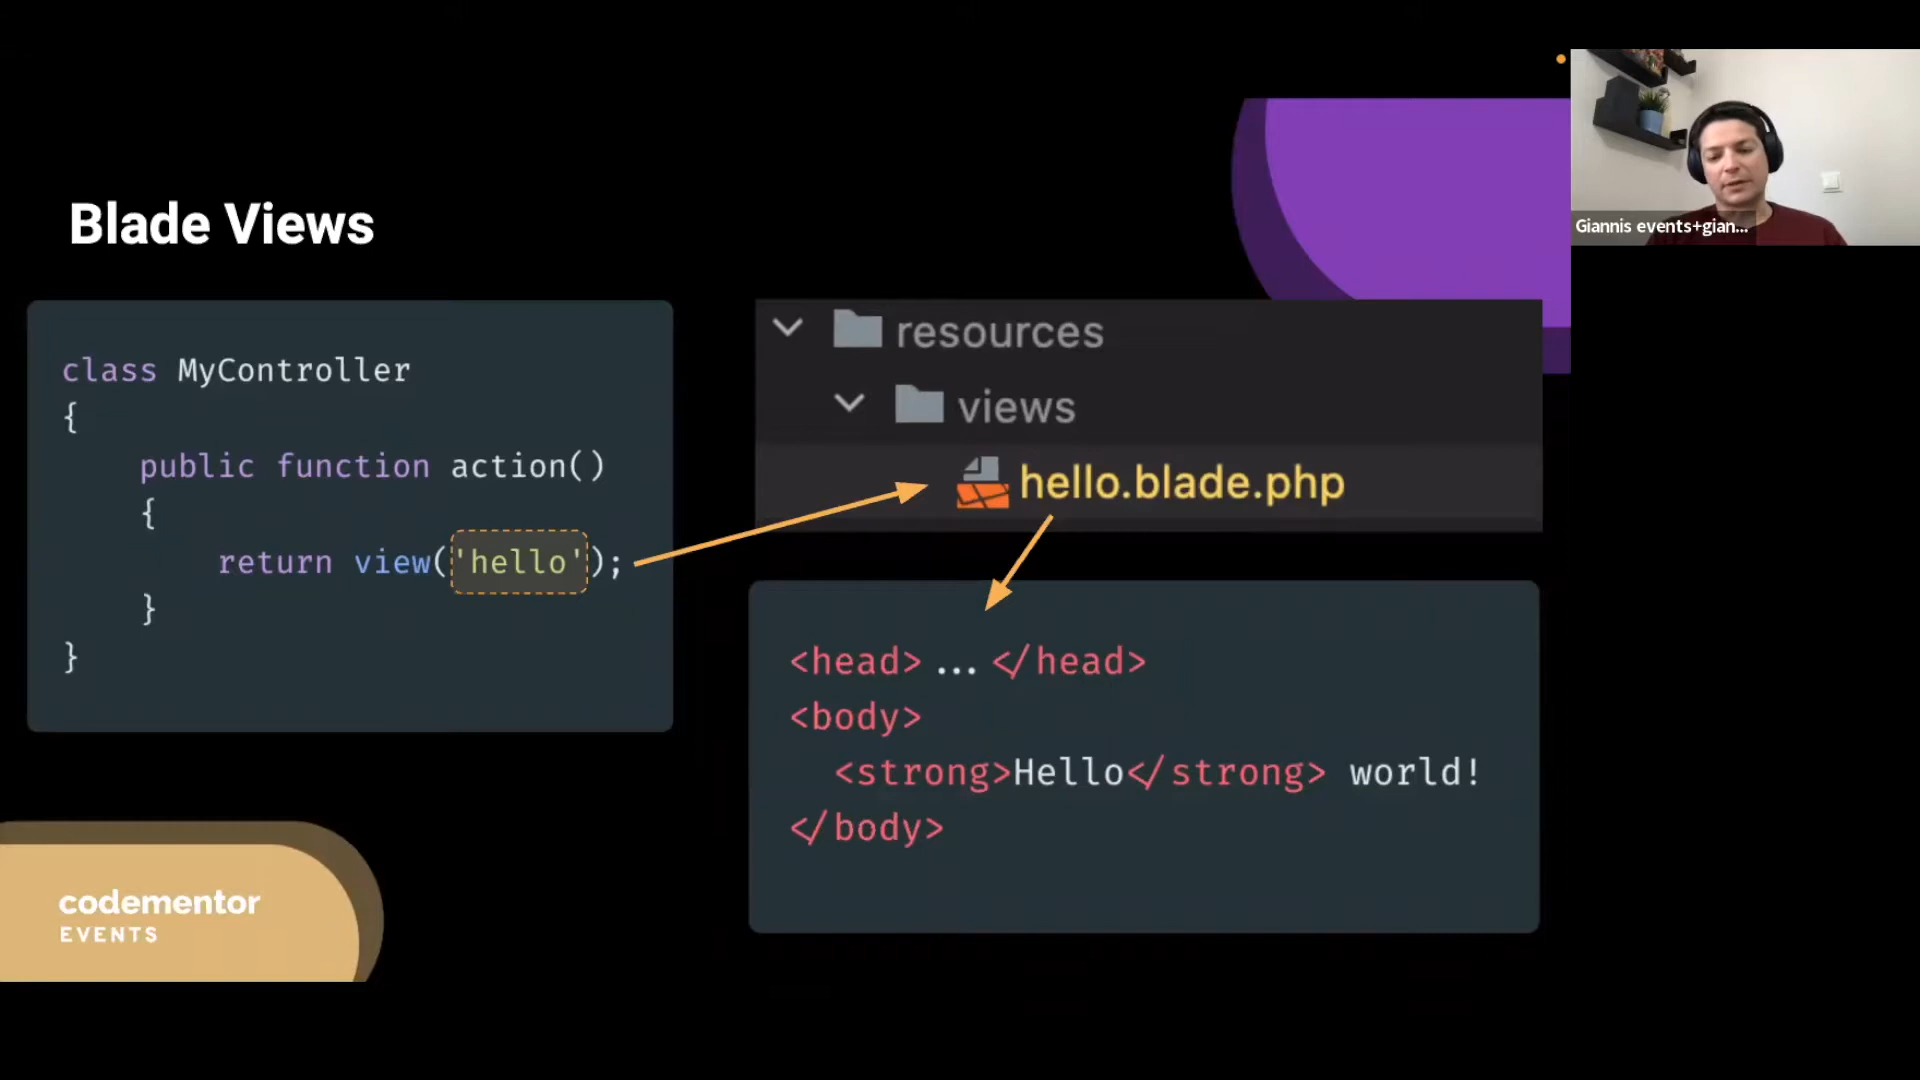 Blade Views
class MyController
{
public function action()
{
return view('hello');
}
}
resources
views
hello.blade.php
<head>...</head>
<body>
<strong>Hello</strong> world!
</body>
codementor
EVENTS
Giannis events+gian...